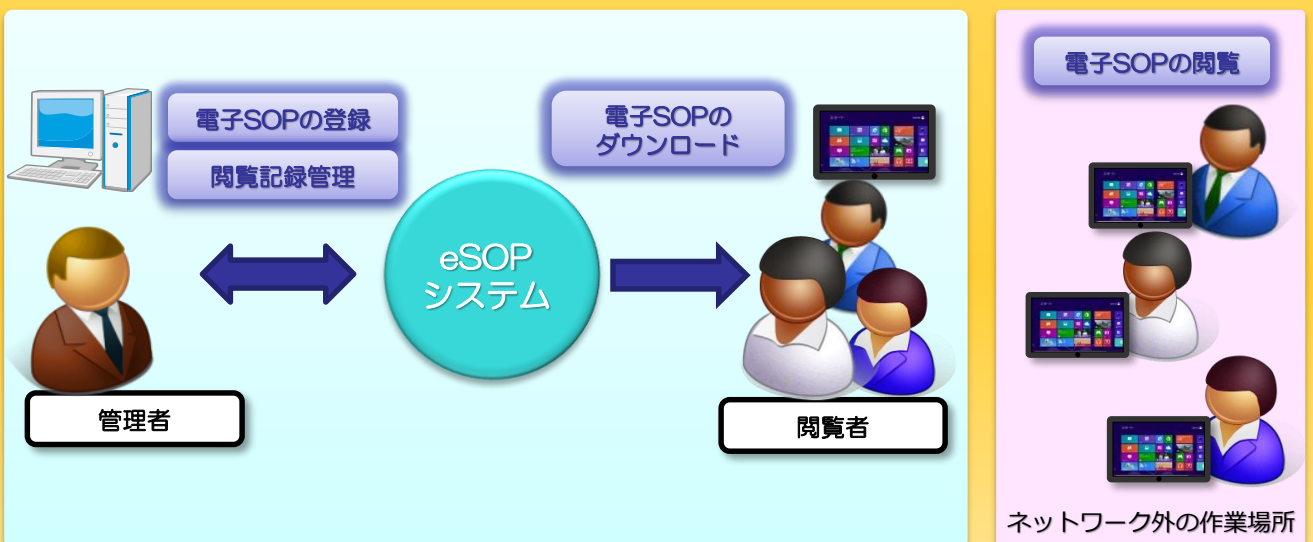 電子SOPの登録
閲覧記録管理
電子SOPの
ダウンロード
eSOP
システム
管理者
閲覧者
電子SOPの閲覧
ネットワーク外の作業場所